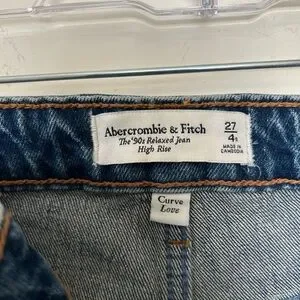 Abercrombie & Fitch
The '90s Relaxed Jean
High Rise
27
4s
MADE IN
CAMBODIA
Curve
Love